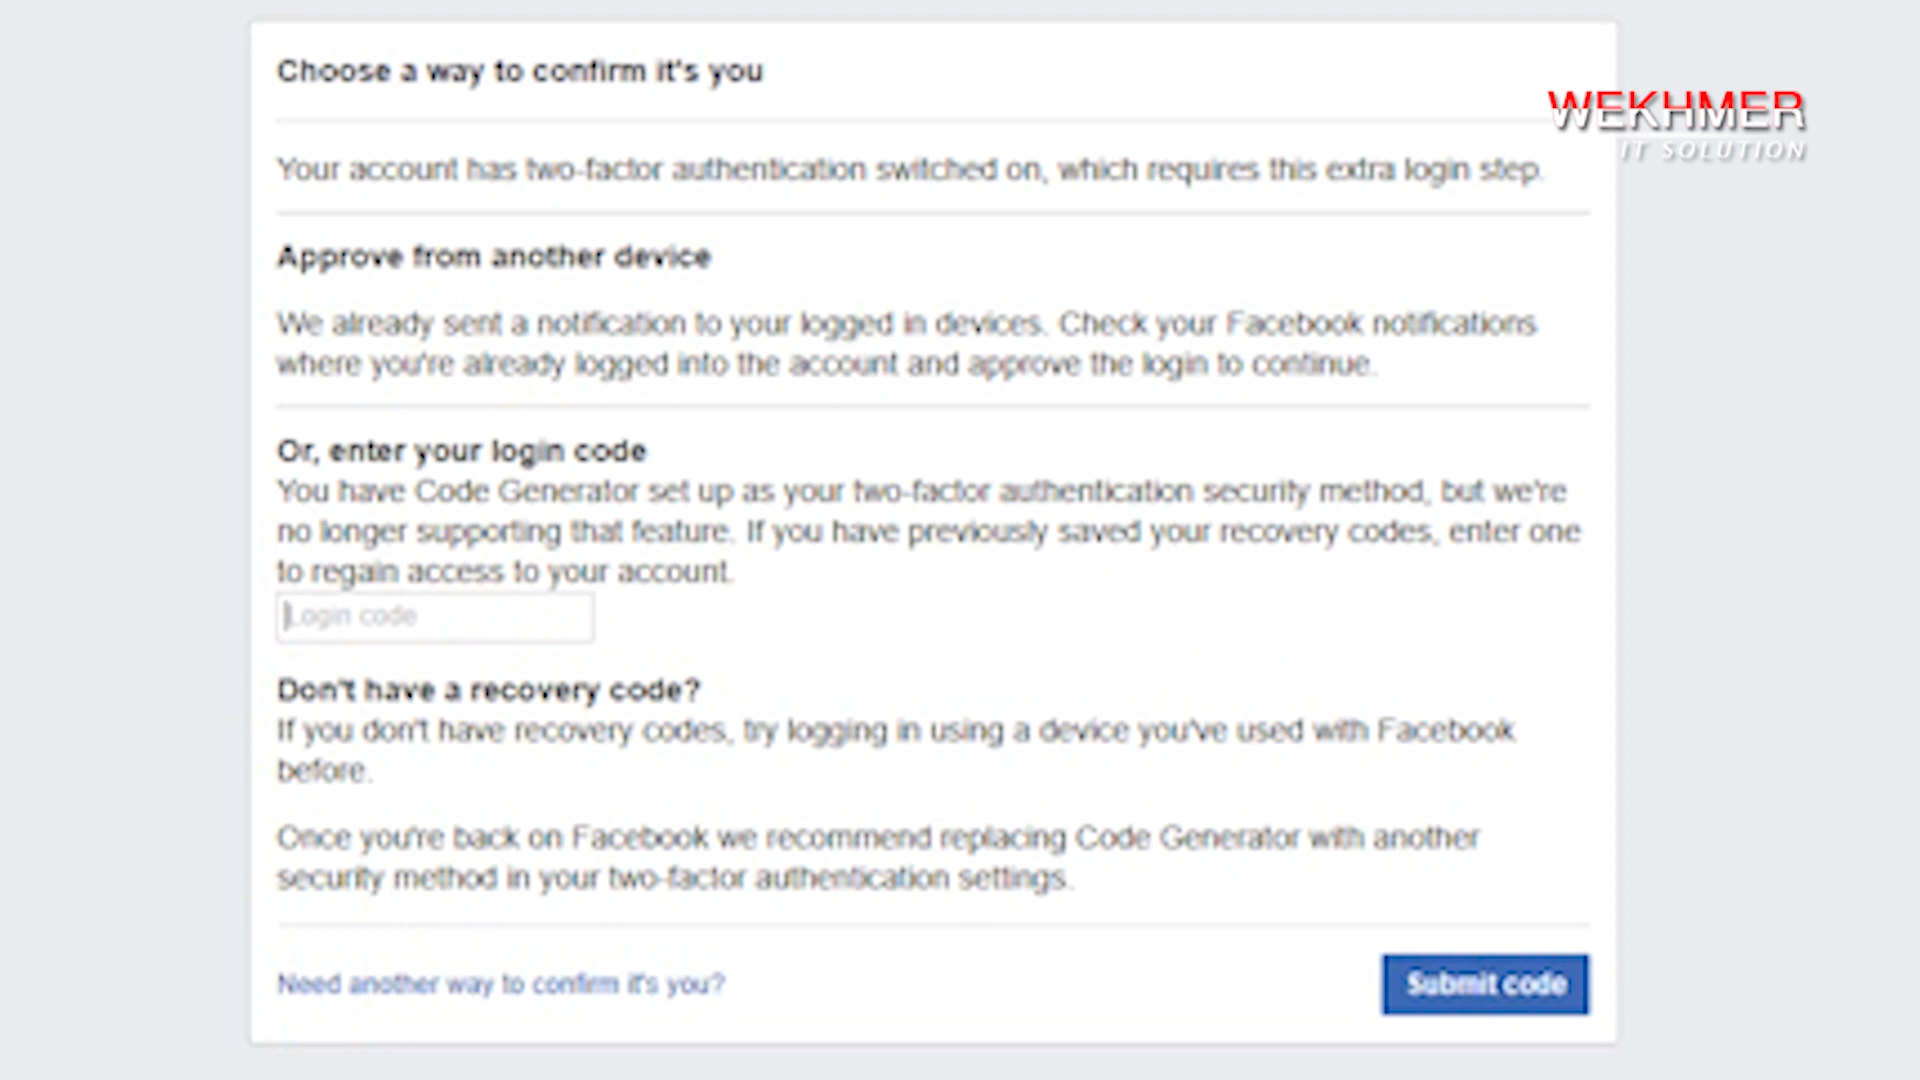 Choose a way to confirm it's you
WEKHMER
IT SOLUTION
Your account has two-factor authentication switched on, which requires this extra login step.
Approve from another device
We already sent a notification to your logged in devices. Check your Facebook notifications
where you're already logged into the account and approve the login to continue.
Or, enter your login code
You have Code Generator set up as your two-factor authentication security method, but we're
no longer supporting that feature. If you have previously saved your recovery codes, enter one
to regain access to your account.
Login code
Don't have a recovery code?
If you don't have recovery codes, try logging in using a device you've used with Facebook
before.
Once you're back on Facebook we recommend replacing Code Generator with another
security method in your two-factor authentication settings.
Need another way to confirm it's you?
Submit code